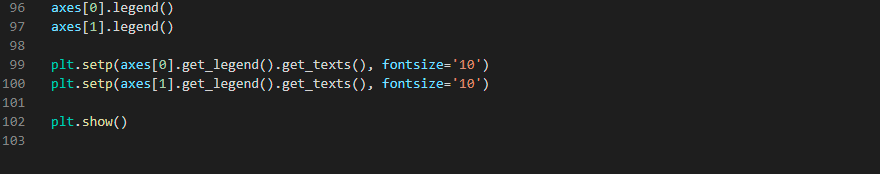 96 axes[0].legend()
97 axes[1].legend()
98
99 plt.setp(axes[0].get_legend().get_texts(), fontsize='10')
100 plt.setp(axes[1].get_legend().get_texts(), fontsize='10')
101
102 plt.show()
103